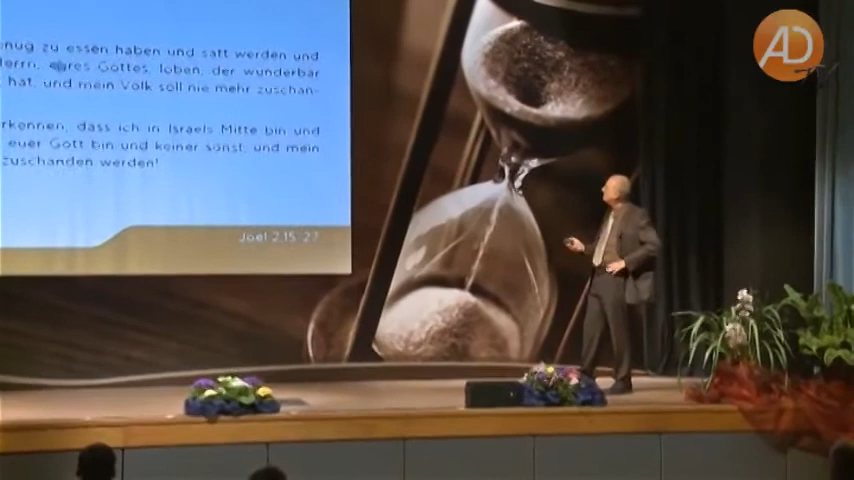 AD
nug zu essen haben und satt werden und
Herrn, eures Gottes, loben, der wunderbar
hat, und mein Volk soll nie mehr zuschan-
rkennen, dass ich in Israels Mitte bin und
euer Gott bin und keiner sonst, und mein
zuschanden werden!
Joel 2,15.27